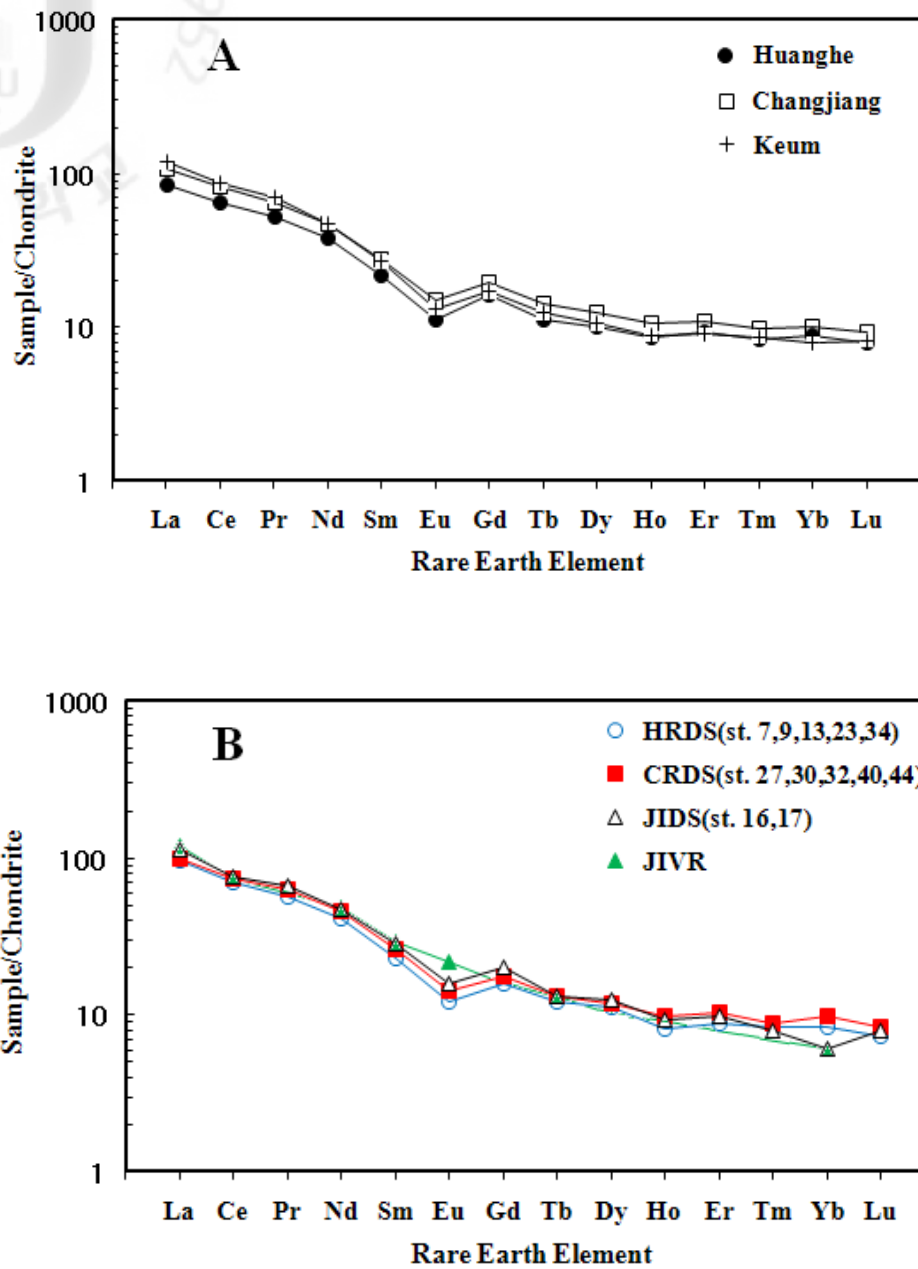 1000
A
Huanghe
Changjiang
Keum
Sample/Chondrite
100
10
1
La Ce Pr Nd Sm Eu Gd Tb Dy Ho Er Tm Yb Lu
Rare Earth Element
1000
B
HRDS(st. 7,9,13,23,34)
CRDS(st. 27,30,32,40,44)
JIDS(st. 16,17)
JIVR
Sample/Chondrite
100
10
1
La Ce Pr Nd Sm Eu Gd Tb Dy Ho Er Tm Yb Lu
Rare Earth Element
952